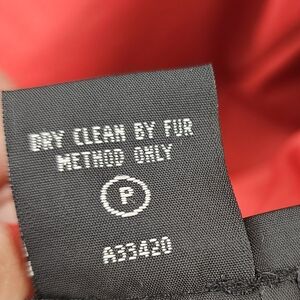 DRY CLEAN BY FUR
METHOD ONLY
P
A33420